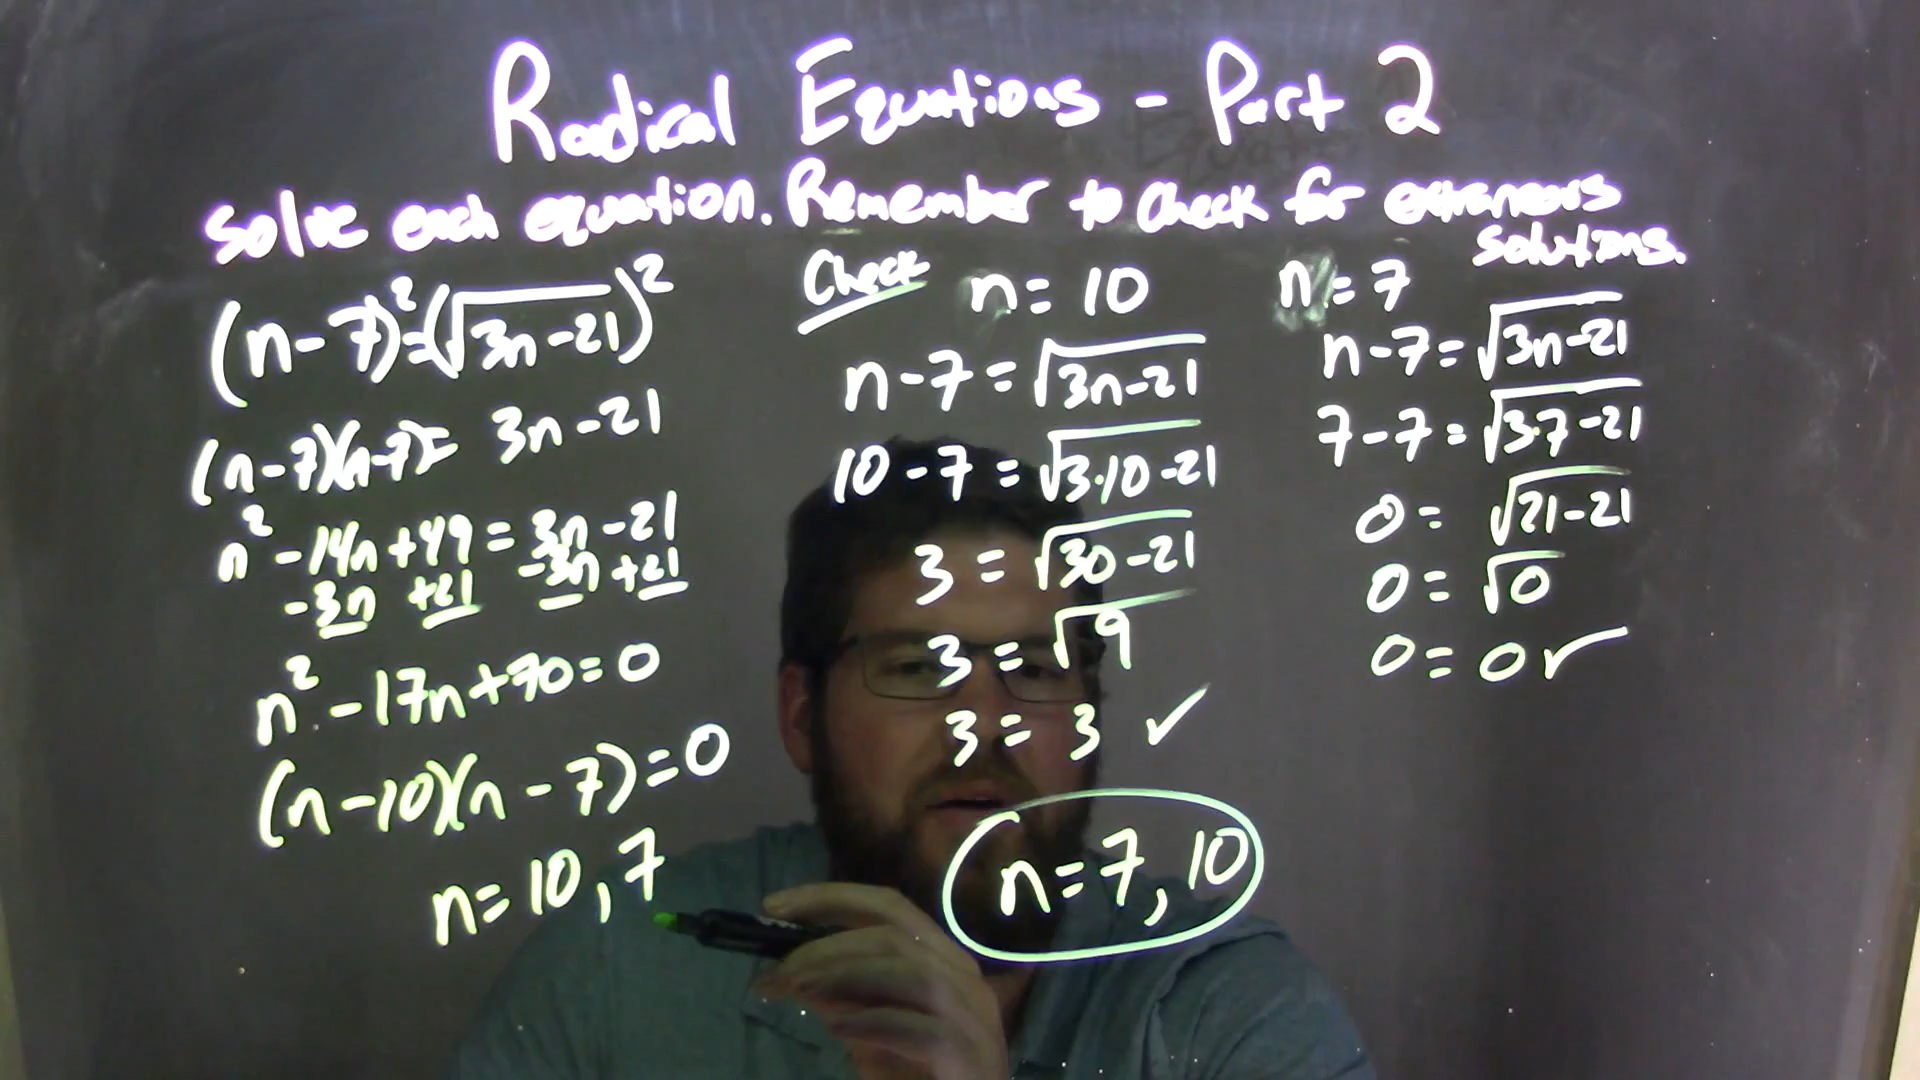 Radical Equations - Part 2
Solve each equation. Remember to check for extraneous
solutions.
(n-7)²=(√3n-21)²
(n-7)(n-7)= 3n-21
n²-14n+49=3n-21
-3n +21 -3n +21
n²-17n+70=0
(n-10)(n-7)=0
n=10,7
Check n=10
n-7=√3n-21
10-7=√3·10-21
3=√30-21
3=√9
3=3 ✓
n=7,10
n=7
n-7=√3n-21
7-7=√3·7-21
0=√21-21
0=√0
0=0✓